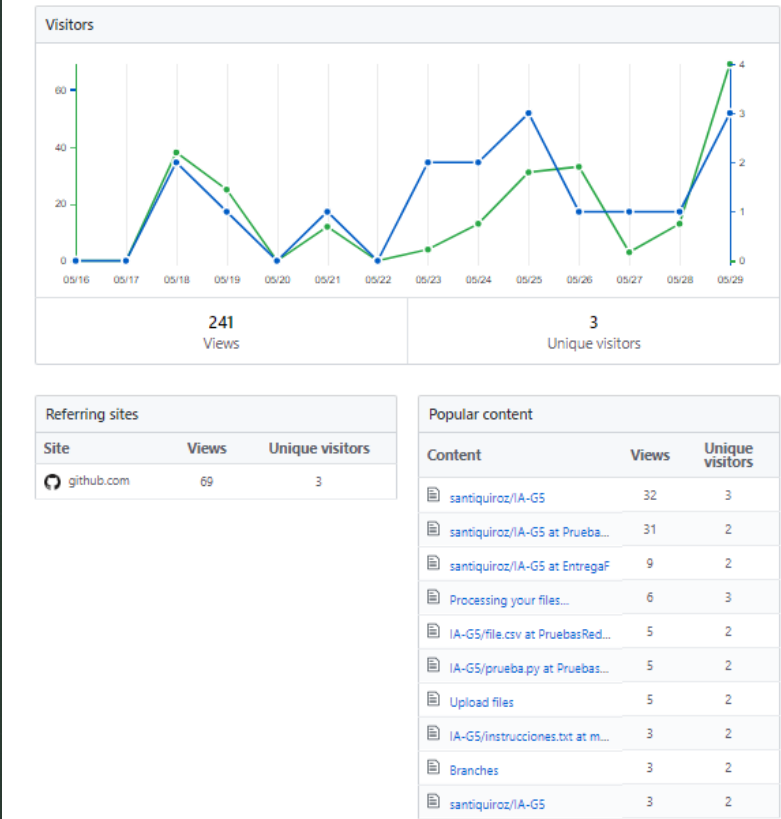 Visitors
60 4
3
40
2
20
1
0 0
05/16 05/17 05/18 05/19 05/20 05/21 05/22 05/23 05/24 05/25 05/26 05/27 05/28 05/29
241 3
Views Unique visitors
Referring sites
Site Views Unique visitors
github.com 69 3
Popular content
Content Views Unique visitors
santiquiroz/IA-G5 32 3
santiquiroz/IA-G5 at Prueba... 31 2
santiquiroz/IA-G5 at EntregaF 9 2
Processing your files... 6 3
IA-G5/file.csv at PruebasRed... 5 2
IA-G5/prueba.py at Pruebas... 5 2
Upload files 5 2
IA-G5/instrucciones.txt at m... 3 2
Branches 3 2
santiquiroz/IA-G5 3 2